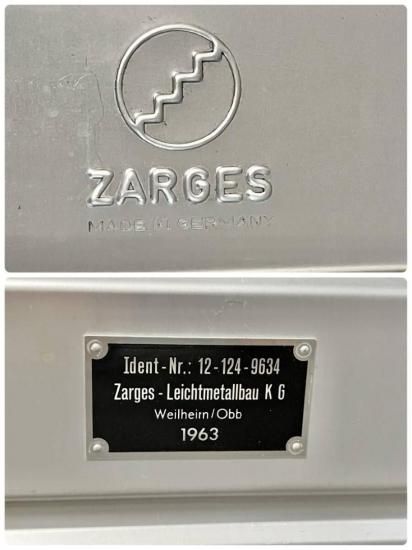 ZARGES
MADE IN GERMANY
Ident-Nr.: 12-124-9634
Zarges - Leichtmetallbau K G
Weilheim/Obb
1963